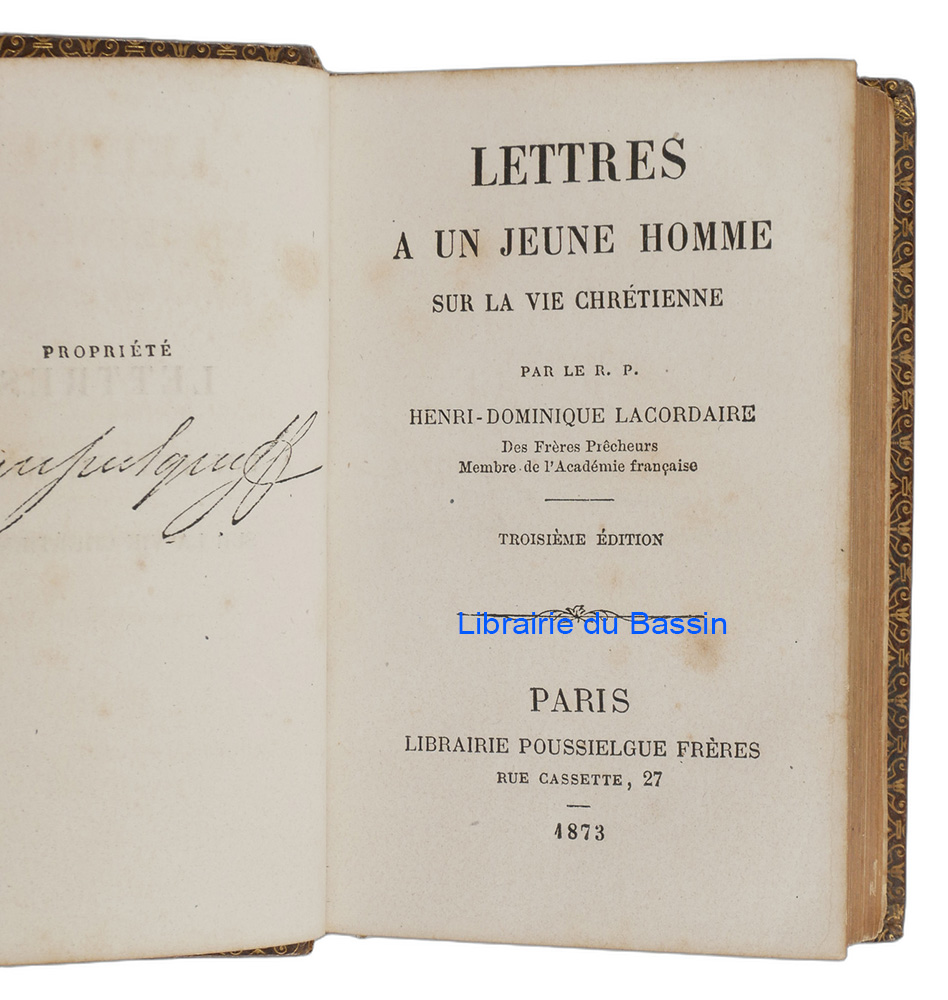 PROPRIÉTÉ
LETTRES
A UN JEUNE HOMME
SUR LA VIE CHRÉTIENNE
PAR LE R. P.
HENRI-DOMINIQUE LACORDAIRE
Des Frères Prêcheurs
Membre de l'Académie française
TROISIÈME ÉDITION
Librairie du Bassin
PARIS
LIBRAIRIE POUSSIELGUE FRÈRES
RUE CASSETTE, 27
1873